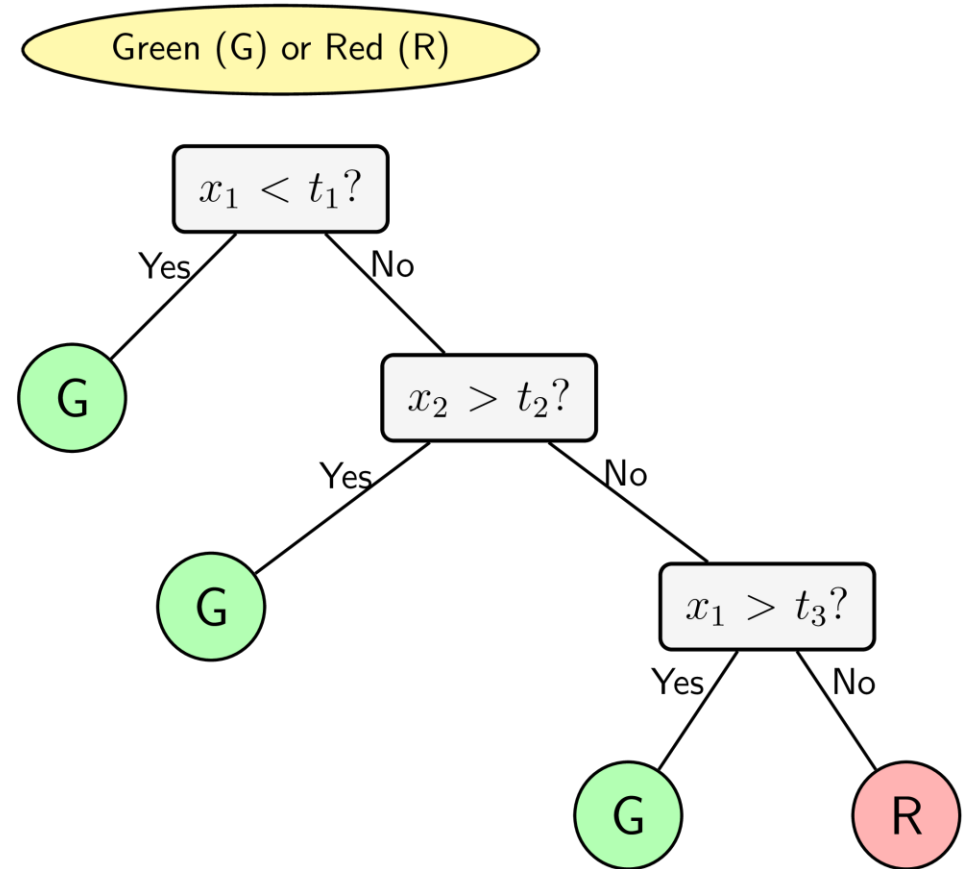 Green (G) or Red (R)
x₁ < t₁?
Yes
No
G
x₂ > t₂?
Yes
No
G
x₁ > t₃?
Yes
No
G
R